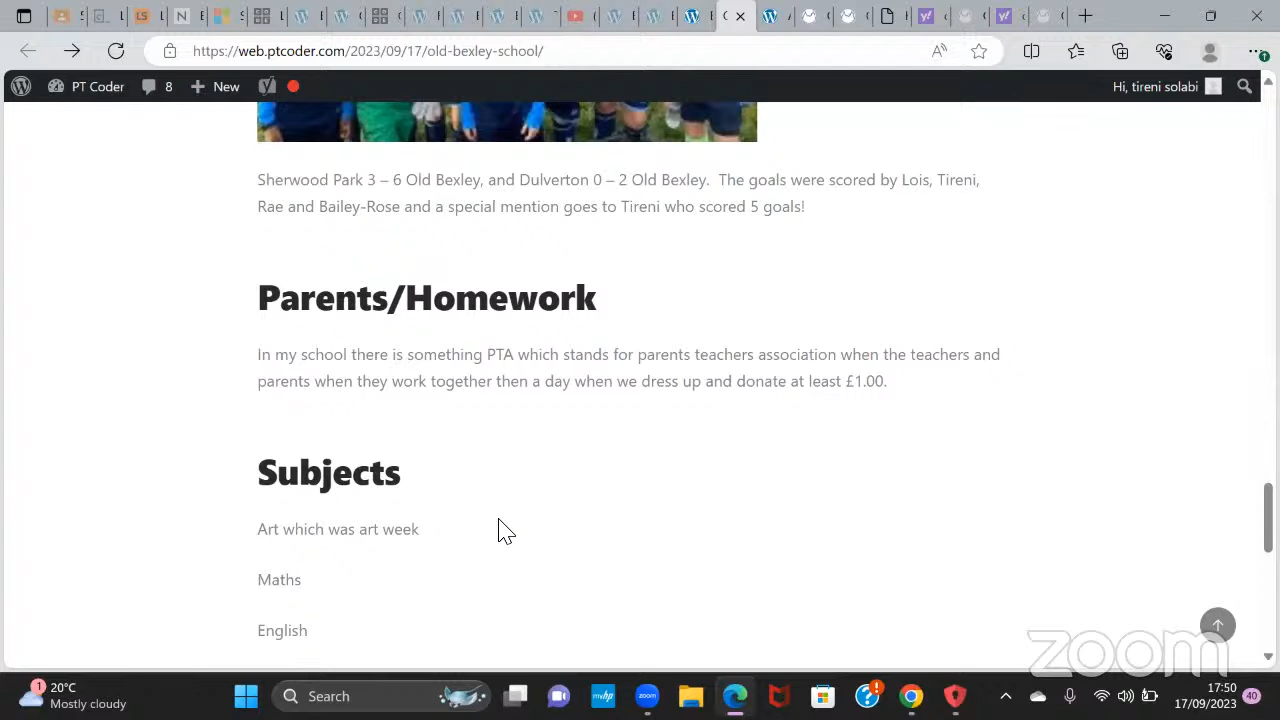 https://web.ptcoder.com/2023/09/17/old-bexley-school/
PT Coder 8 New Hi, tireni solabi
Sherwood Park 3 – 6 Old Bexley, and Dulverton 0 – 2 Old Bexley. The goals were scored by Lois, Tireni,
Rae and Bailey-Rose and a special mention goes to Tireni who scored 5 goals!
Parents/Homework
In my school there is something PTA which stands for parents teachers association when the teachers and
parents when they work together then a day when we dress up and donate at least £1.00.
Subjects
Art which was art week
Maths
English
zoom
1 20°C
Mostly cloudy
Search
17:50
17/09/2023
40